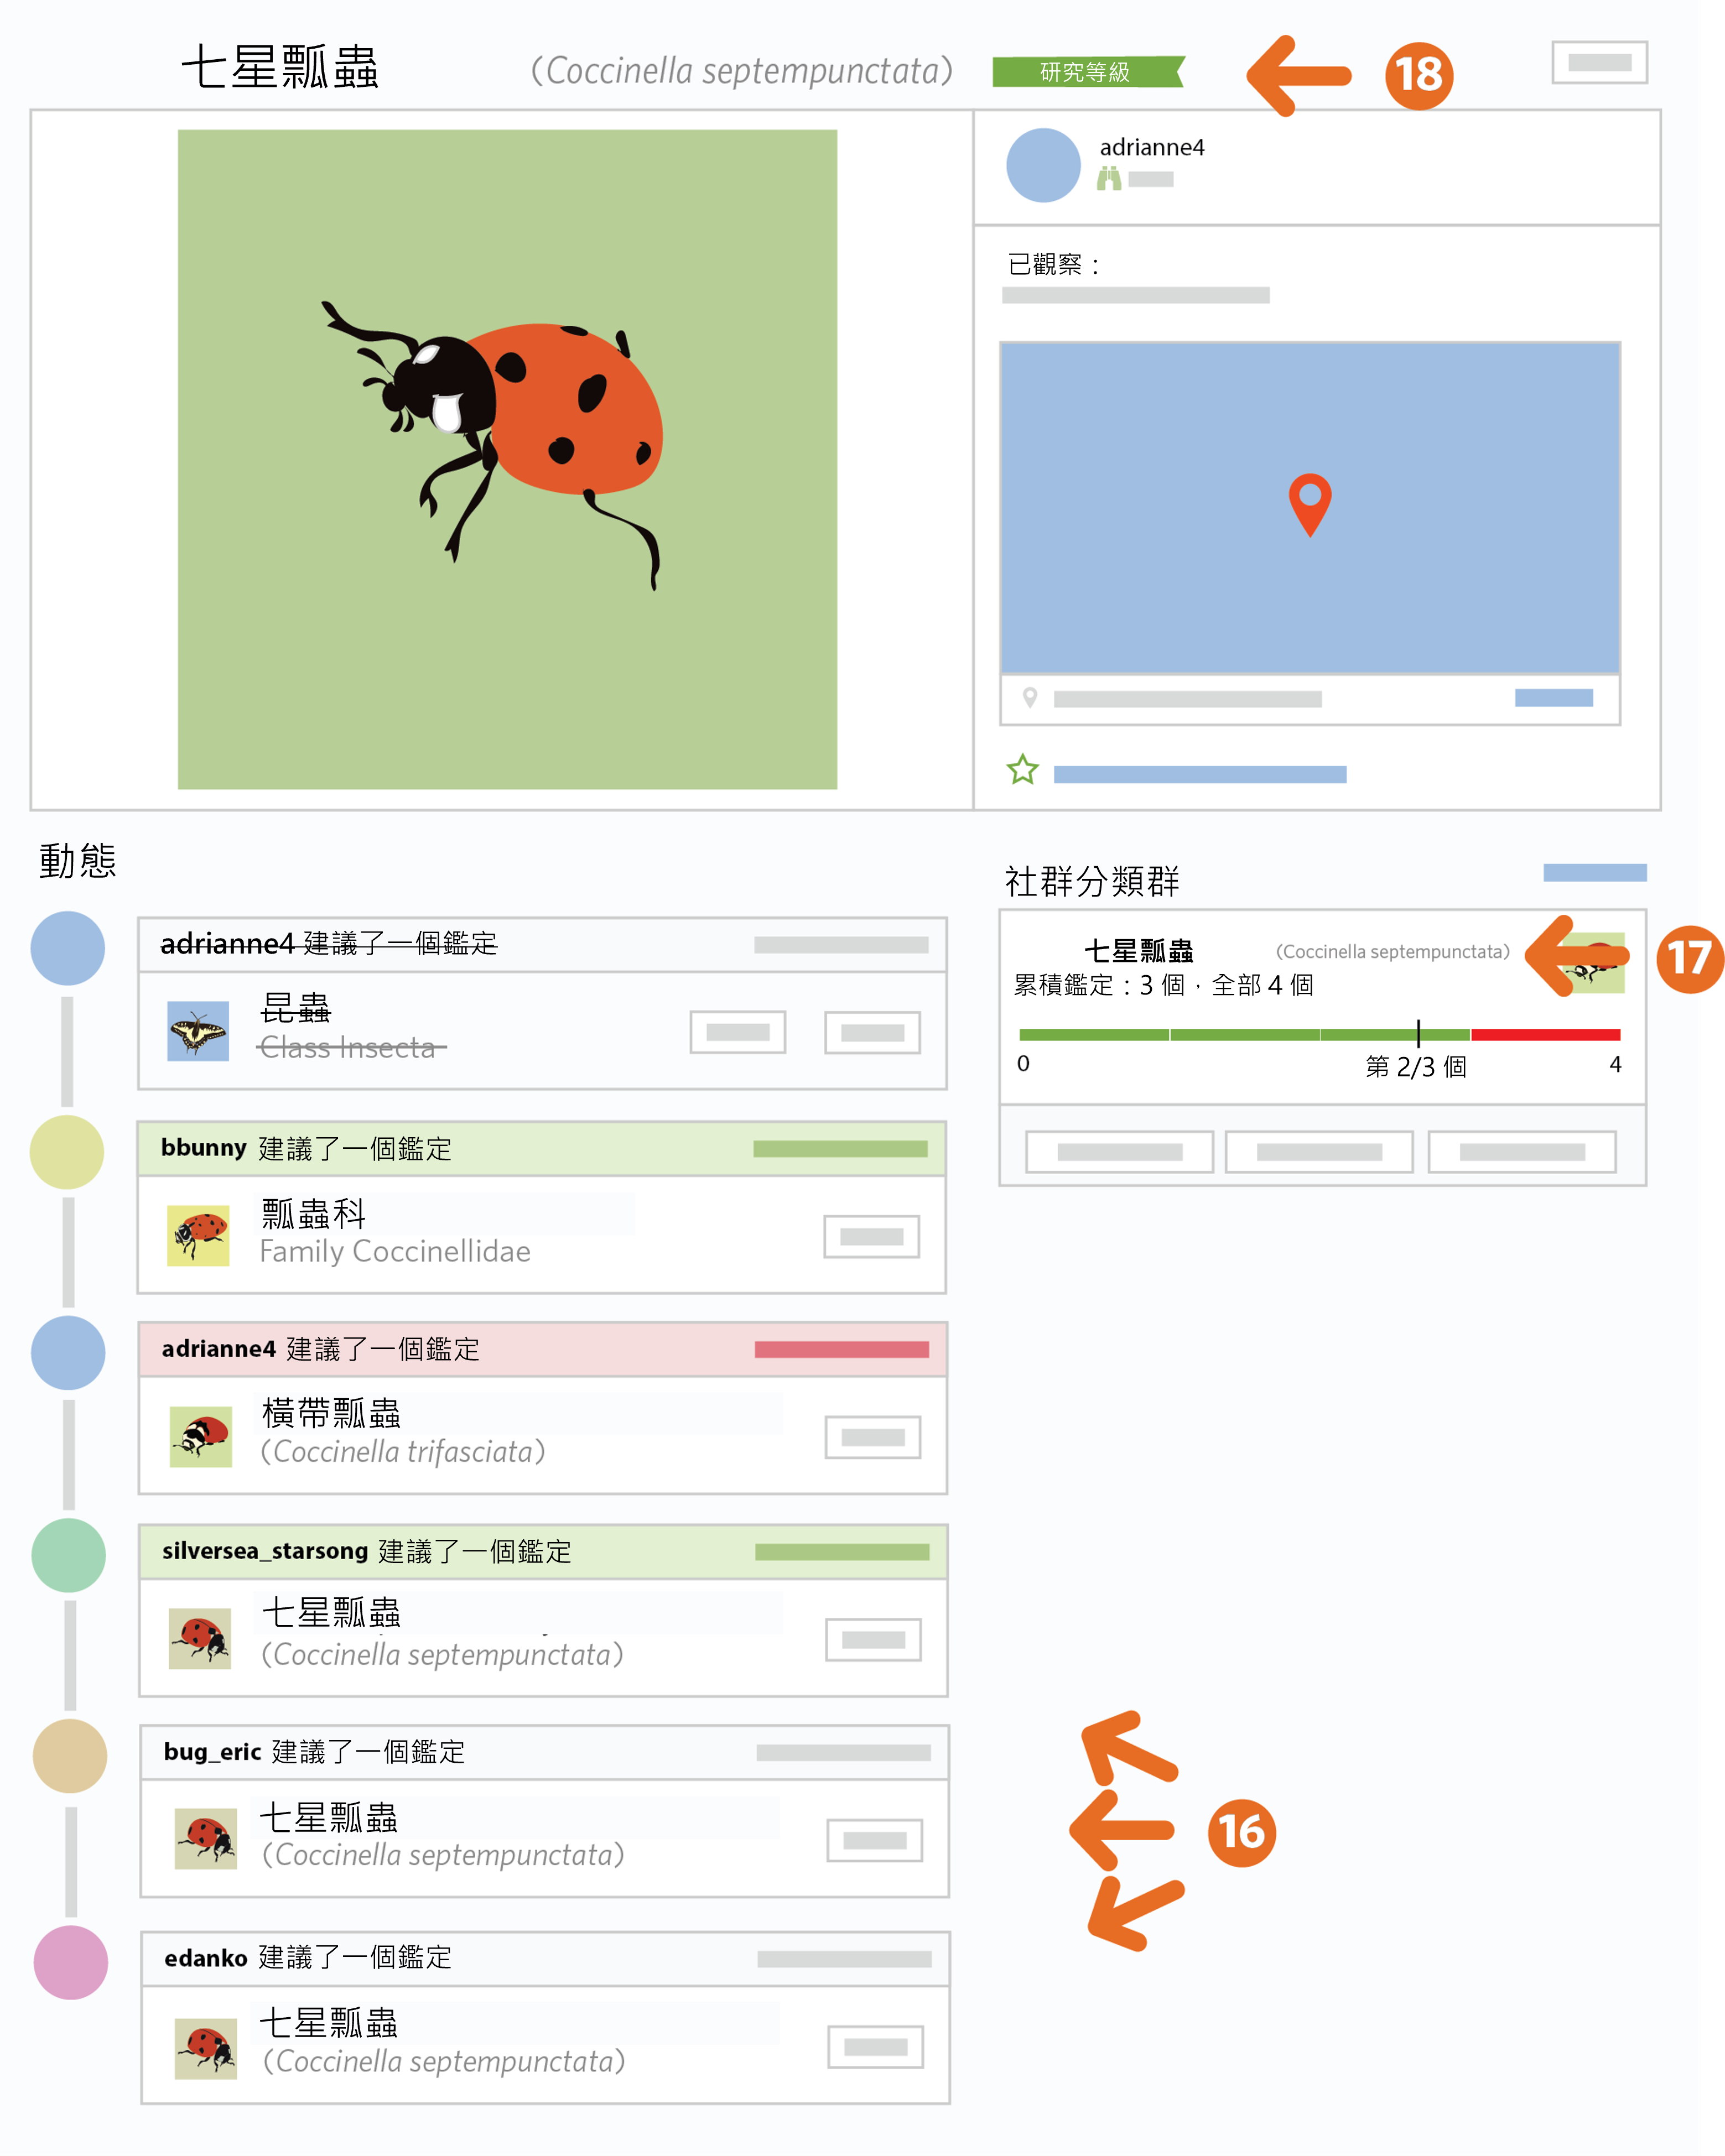 七星瓢蟲 (Coccinella septempunctata) 研究等級 18
adrianne4
已觀察：
動態
adrianne4 建議了一個鑑定
昆蟲
Class Insecta
bbunny 建議了一個鑑定
瓢蟲科
Family Coccinellidae
adrianne4 建議了一個鑑定
橫帶瓢蟲
(Coccinella trifasciata)
silversea_starsong 建議了一個鑑定
七星瓢蟲
(Coccinella septempunctata)
bug_eric 建議了一個鑑定
七星瓢蟲
(Coccinella septempunctata)
edanko 建議了一個鑑定
七星瓢蟲
(Coccinella septempunctata)
16
社群分類群
七星瓢蟲 (Coccinella septempunctata) 17
累積鑑定：3 個，全部 4 個
0 第 2/3 個 4